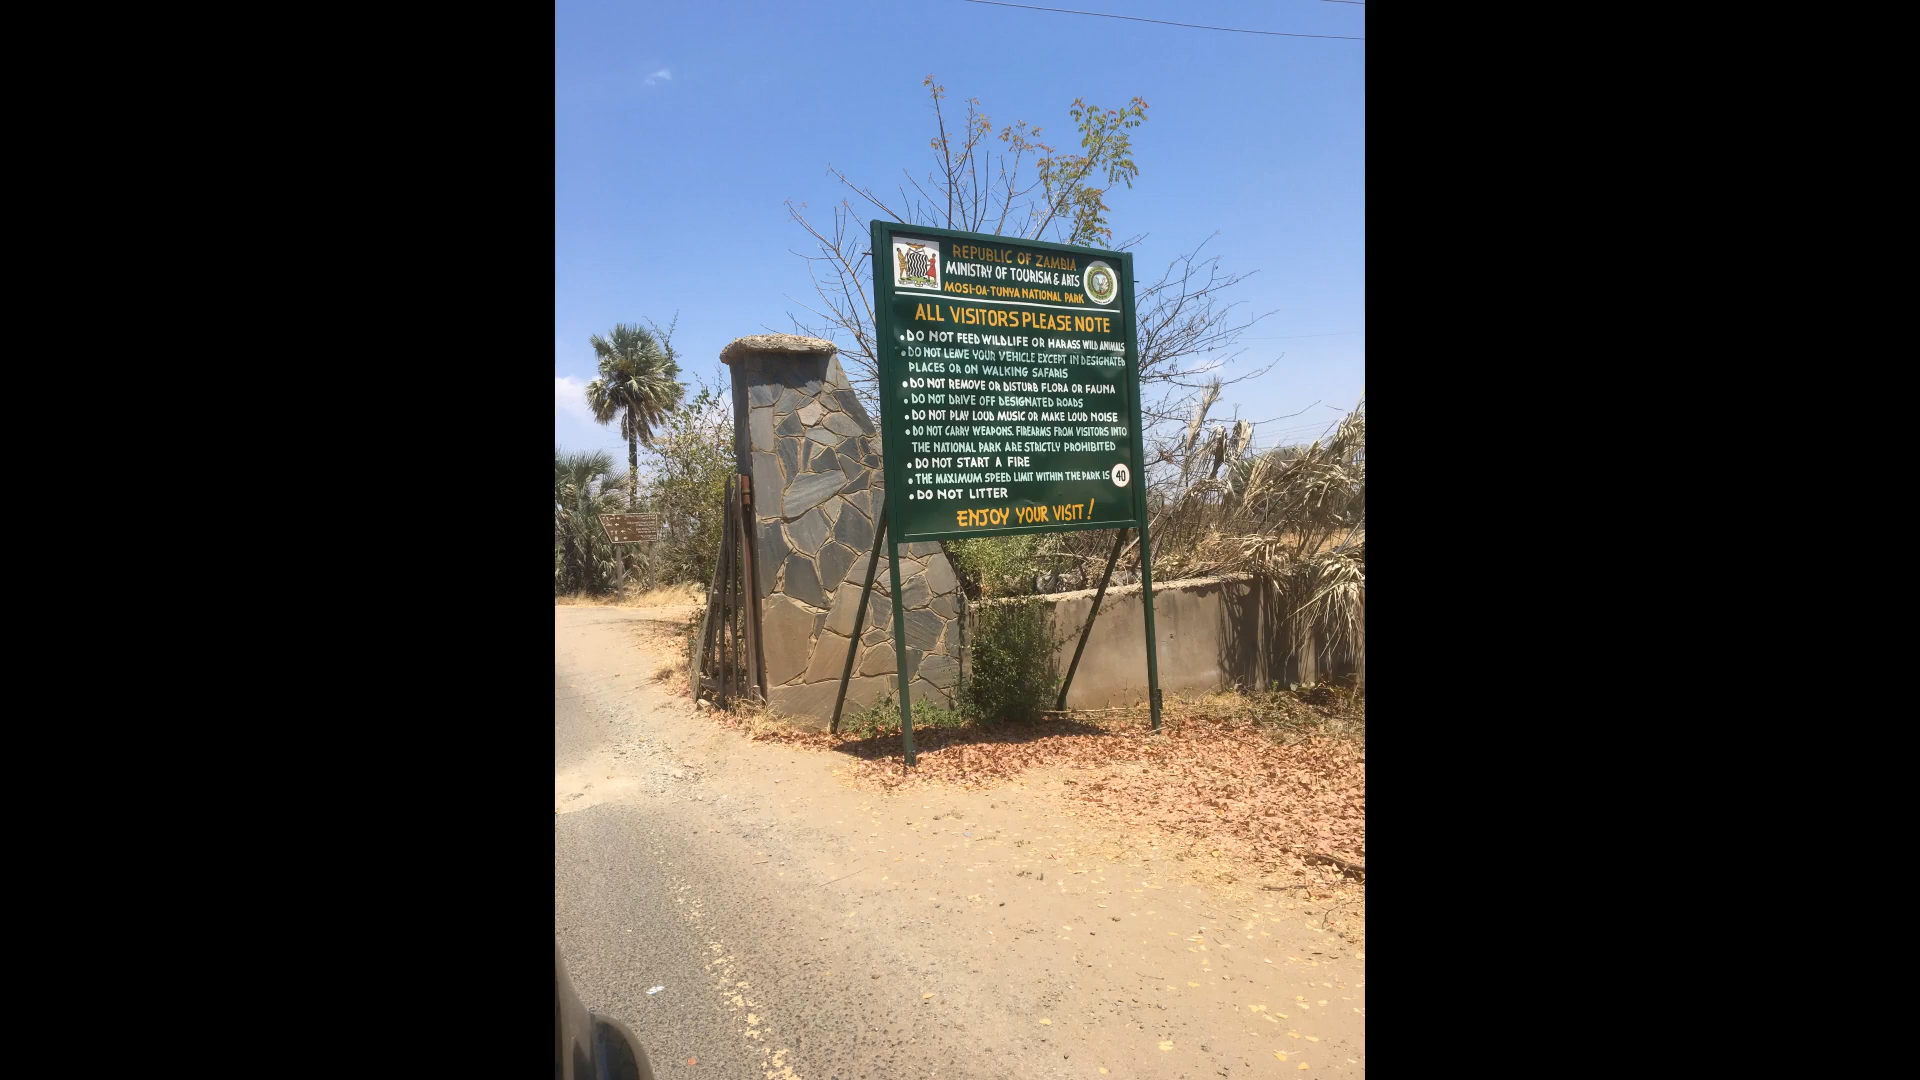 REPUBLIC OF ZAMBIA
MINISTRY OF TOURISM & ARTS
MOSI-OA-TUNYA NATIONAL PARK
ALL VISITORS PLEASE NOTE
• DO NOT FEED WILDLIFE OR HARASS WILD ANIMALS
• DO NOT LEAVE YOUR VEHICLE EXCEPT IN DESIGNATED
PLACES OR ON WALKING SAFARIS
• DO NOT REMOVE OR DISTURB FLORA OR FAUNA
• DO NOT DRIVE OFF DESIGNATED ROADS
• DO NOT PLAY LOUD MUSIC OR MAKE LOUD NOISE
• DO NOT CARRY WEAPONS. FIREARMS FROM VISITORS INTO
THE NATIONAL PARK ARE STRICTLY PROHIBITED
• DO NOT START A FIRE
• THE MAXIMUM SPEED LIMIT WITHIN THE PARK IS 40
• DO NOT LITTER
ENJOY YOUR VISIT!